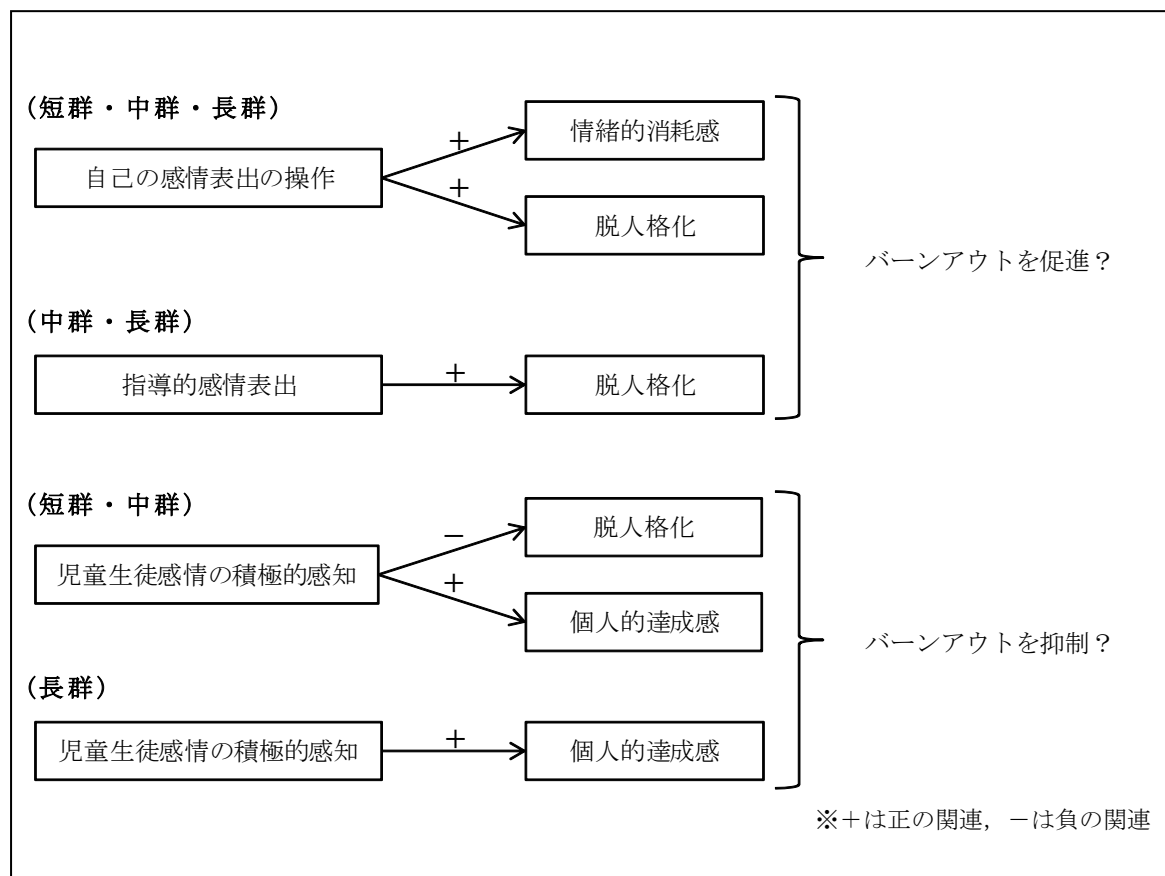 (短群・中群・長群)
自己の感情表出の操作
+
+
情緒的消耗感
脱人格化
(中群・長群)
指導的感情表出
+
脱人格化
バーンアウトを促進?
(短群・中群)
児童生徒感情の積極的感知
−
+
脱人格化
個人的達成感
(長群)
児童生徒感情の積極的感知
+
個人的達成感
バーンアウトを抑制?
※+は正の関連,−は負の関連